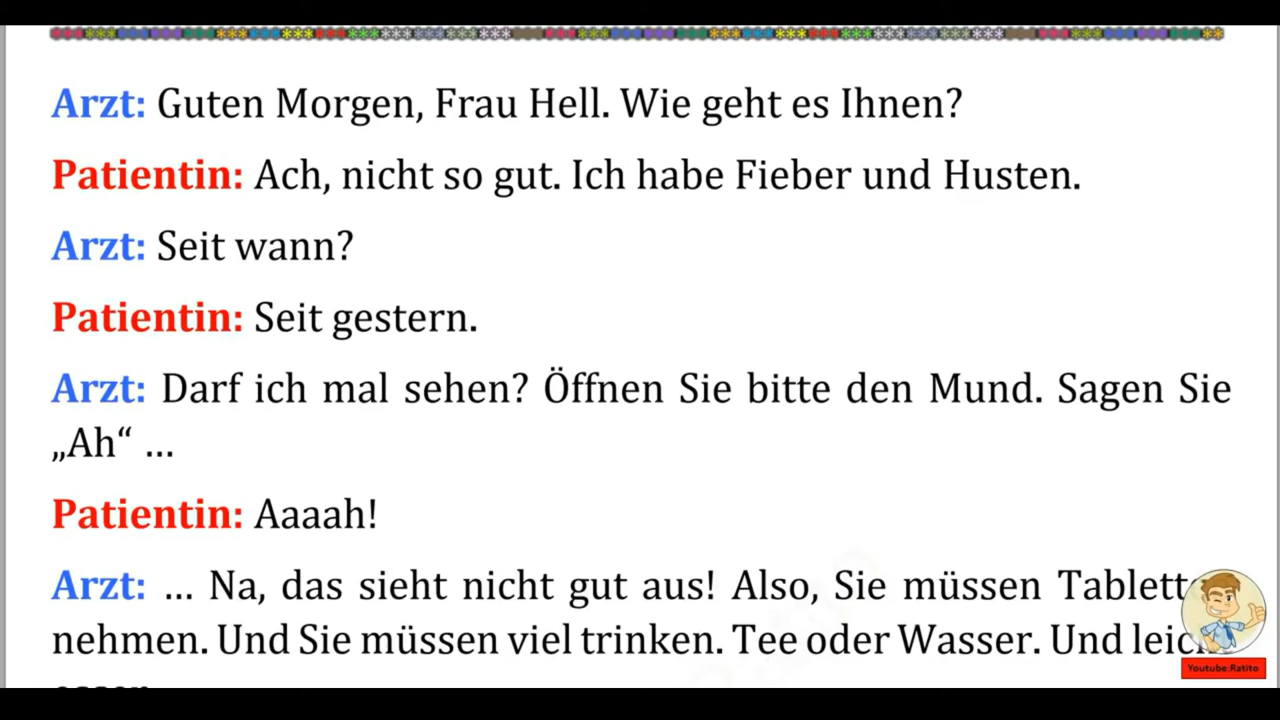 Arzt: Guten Morgen, Frau Hell. Wie geht es Ihnen?
Patientin: Ach, nicht so gut. Ich habe Fieber und Husten.
Arzt: Seit wann?
Patientin: Seit gestern.
Arzt: Darf ich mal sehen? Öffnen Sie bitte den Mund. Sagen Sie
„Ah“ ...
Patientin: Aaaah!
Arzt: ... Na, das sieht nicht gut aus! Also, Sie müssen
nehmen. Und Sie müssen viel trinken. Tee oder Wasser. Und
Youtube:Ratito